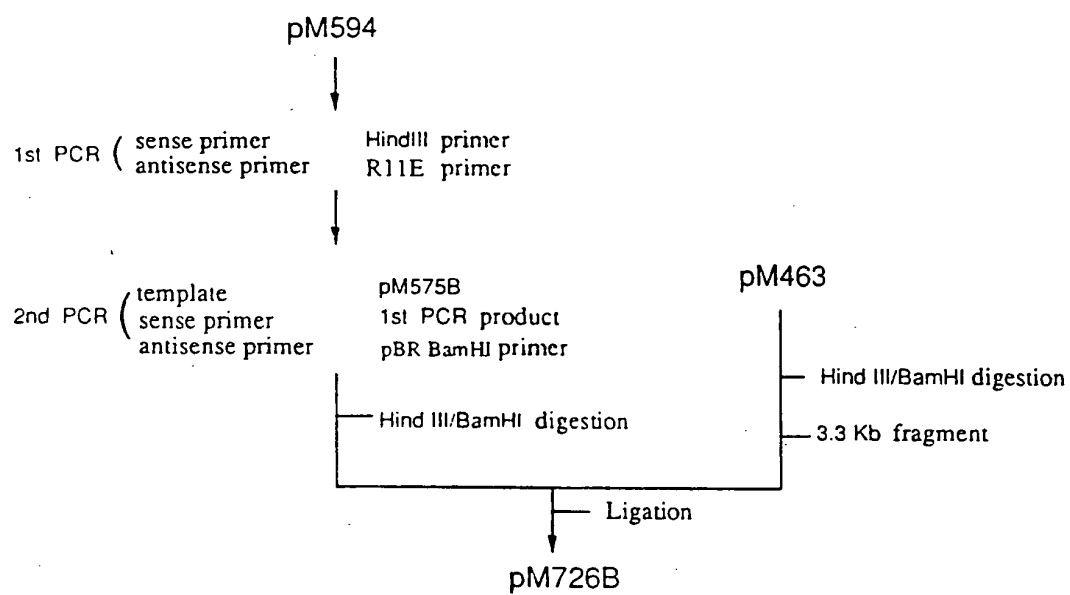 pM594
1st PCR ( sense primer HindIII primer
antisense primer R11E primer
pM463
2nd PCR ( template pM575B
sense primer 1st PCR product
antisense primer pBR BamHI primer
Hind III/BamHI digestion
Hind III/BamHI digestion
3.3 Kb fragment
Ligation
pM726B